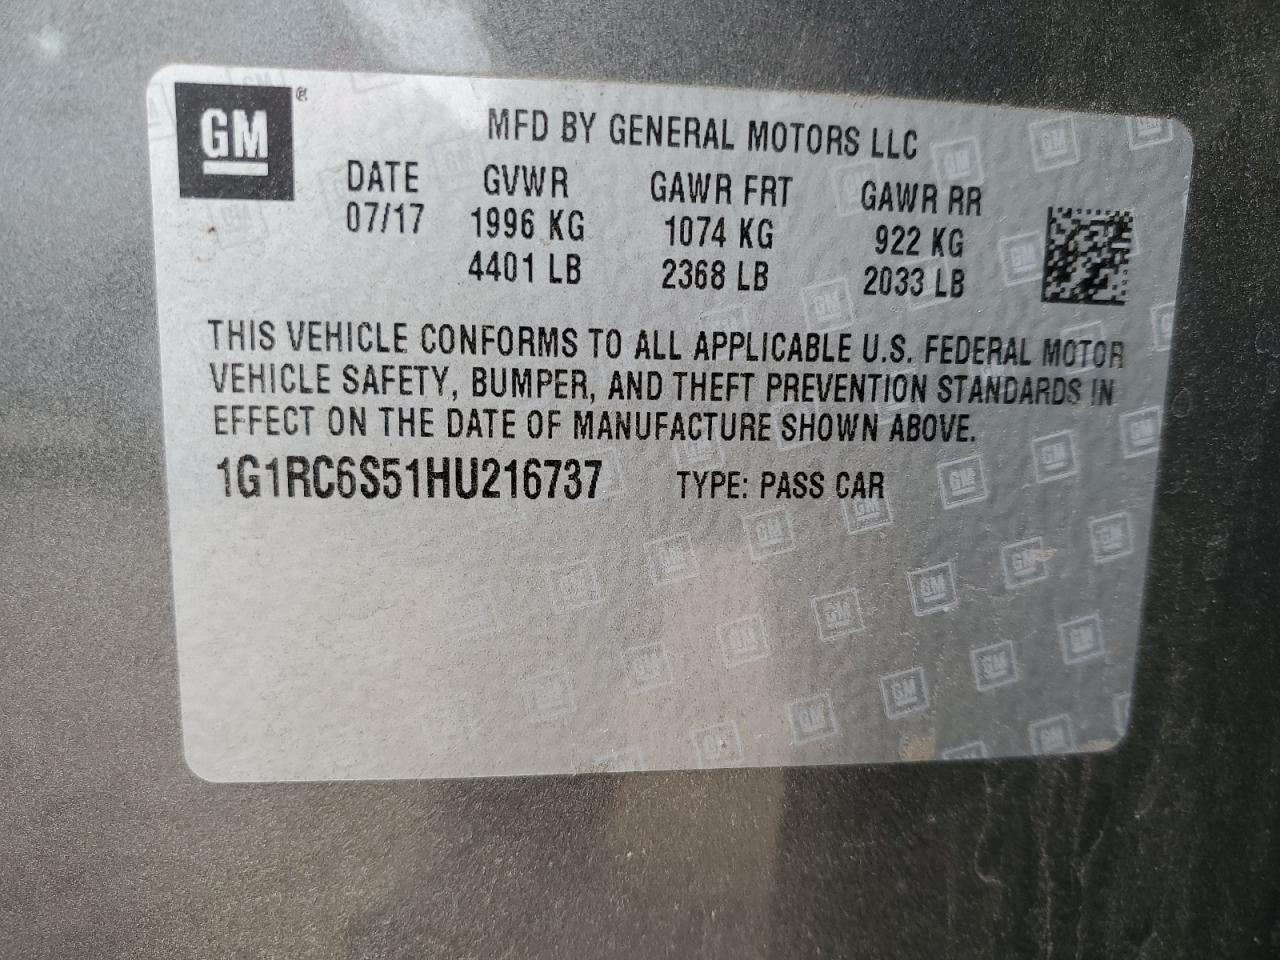 GM®
MFD BY GENERAL MOTORS LLC
DATE GVWR GAWR FRT GAWR RR
07/17 1996 KG 1074 KG 922 KG
4401 LB 2368 LB 2033 LB
THIS VEHICLE CONFORMS TO ALL APPLICABLE U.S. FEDERAL MOTOR
VEHICLE SAFETY, BUMPER, AND THEFT PREVENTION STANDARDS IN
EFFECT ON THE DATE OF MANUFACTURE SHOWN ABOVE.
1G1RC6S51HU216737 TYPE: PASS CAR